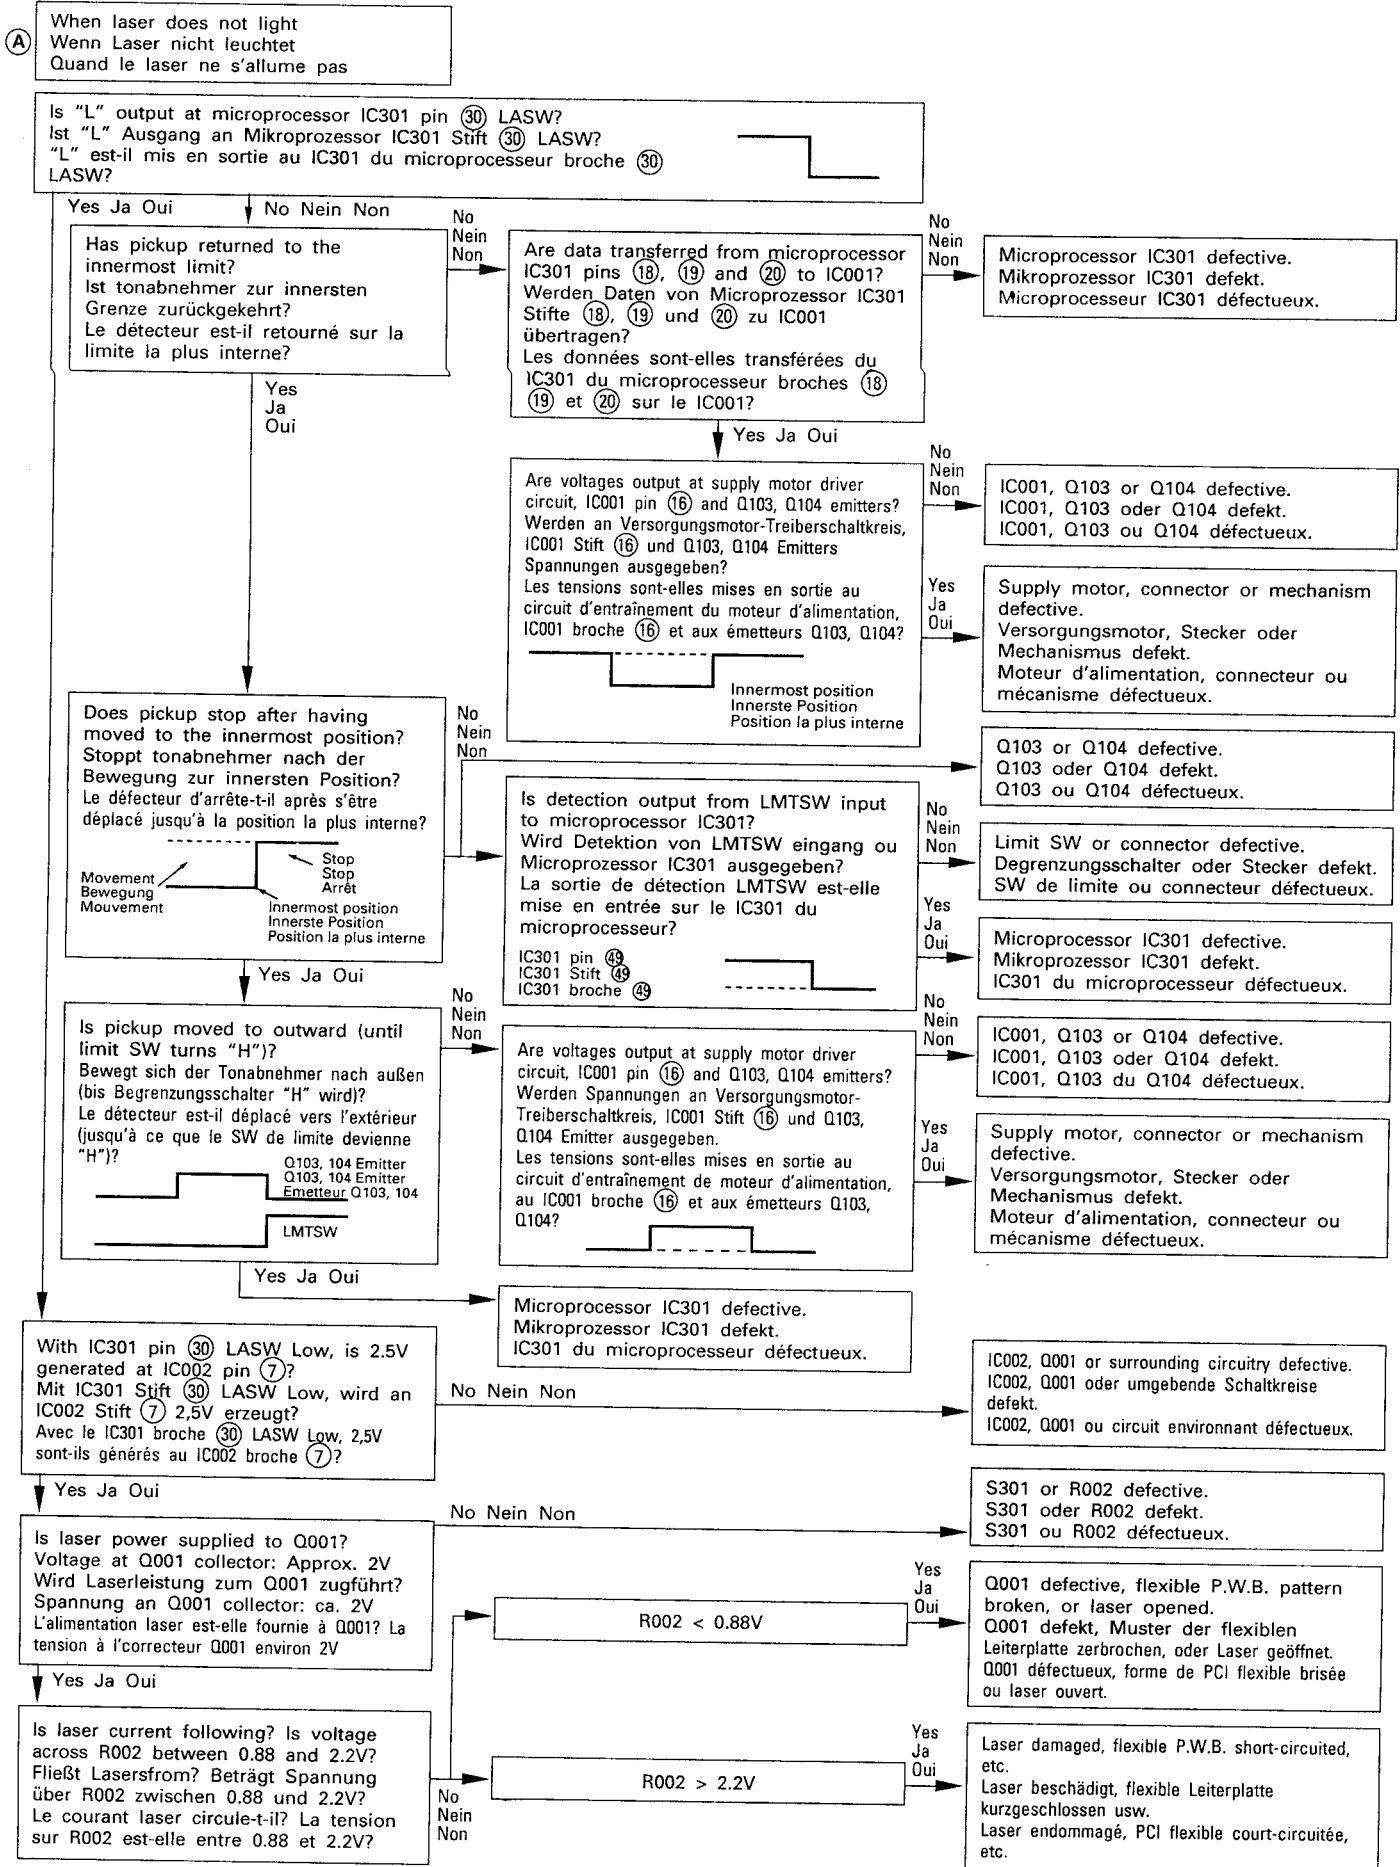 When laser does not light
Wenn Laser nicht leuchtet
Quand le laser ne s'allume pas
A
Is "L" output at microprocessor IC301 pin 30 LASW?
Ist "L" Ausgang an Mikroprozessor IC301 Stift 30 LASW?
"L" est-il mis en sortie au IC301 du microprocesseur broche 30
LASW?
Yes Ja Oui
No Nein Non
Has pickup returned to the
innermost limit?
Ist tonabnehmer zur innersten
Grenze zurückgekehrt?
Le détecteur est-il retourné sur la
limite la plus interne?
No
Nein
Non
Are data transferred from microprocessor
IC301 pins 18, 19 and 20 to IC001?
Werden Daten von Microprozessor IC301
Stifte 18, 19 und 20 zu IC001
übertragen?
Les données sont-elles transférées du
IC301 du microprocesseur broches 18
19 et 20 sur le IC001?
No
Nein
Non
Microprocessor IC301 defective.
Mikroprozessor IC301 defekt.
Microprocesseur IC301 défectueux.
Yes
Ja
Oui
Yes Ja Oui
Are voltages output at supply motor driver
circuit, IC001 pin 16 and Q103, Q104 emitters?
Werden an Versorgungsmotor-Treiberschaltkreis,
IC001 Stift 16 und Q103, Q104 Emitters
Spannungen ausgegeben?
Les tensions sont-elles mises en sortie au
circuit d'entraînement du moteur d'alimentation,
IC001 broche 16 et aux émetteurs Q103, Q104?
Innermost position
Innerste Position
Position la plus interne
No
Nein
Non
IC001, Q103 or Q104 defective.
IC001, Q103 oder Q104 defekt.
IC001, Q103 ou Q104 défectueux.
Yes
Ja
Oui
Supply motor, connector or mechanism
defective.
Versorgungsmotor, Stecker oder
Mechanismus defekt.
Moteur d'alimentation, connecteur ou
mécanisme défectueux.
Does pickup stop after having
moved to the innermost position?
Stoppt tonabnehmer nach der
Bewegung zur innersten Position?
Le défecteur d'arrête-t-il après s'être
déplacé jusqu'à la position la plus interne?
Movement
Bewegung
Mouvement
Stop
Stop
Arrêt
Innermost position
Innerste Position
Position la plus interne
No
Nein
Non
Q103 or Q104 defective.
Q103 oder Q104 defekt.
Q103 ou Q104 défectueux.
Is detection output from LMTSW input
to microprocessor IC301?
Wird Detektion von LMTSW eingang ou
Microprozessor IC301 ausgegeben?
La sortie de détection LMTSW est-elle
mise en entrée sur le IC301 du
microprocesseur?
IC301 pin 49
IC301 Stift 49
IC301 broche 49
No
Nein
Non
Limit SW or connector defective.
Degrenzungsschalter oder Stecker defekt.
SW de limite ou connecteur défectueux.
Yes
Ja
Oui
Microprocessor IC301 defective.
Mikroprozessor IC301 defekt.
IC301 du microprocesseur défectueux.
Yes Ja Oui
Is pickup moved to outward (until
limit SW turns "H")?
Bewegt sich der Tonabnehmer nach außen
(bis Begrenzungsschalter "H" wird)?
Le détecteur est-il déplacé vers l'extérieur
(jusqu'à ce que le SW de limite devienne
"H")?
Q103, 104 Emitter
Q103, 104 Emitter
Emetteur Q103, 104
LMTSW
No
Nein
Non
Are voltages output at supply motor driver
circuit, IC001 pin 16 and Q103, Q104 emitters?
Werden Spannungen an Versorgungsmotor-
Treiberschaltkreis, IC001 Stift 16 und Q103,
Q104 Emitter ausgegeben.
Les tensions sont-elles mises en sortie au
circuit d'entraînement de moteur d'alimentation,
au IC001 broche 16 et aux émetteurs Q103,
Q104?
No
Nein
Non
IC001, Q103 or Q104 defective.
IC001, Q103 oder Q104 defekt.
IC001, Q103 du Q104 défectueux.
Yes
Ja
Oui
Supply motor, connector or mechanism
defective.
Versorgungsmotor, Stecker oder
Mechanismus defekt.
Moteur d'alimentation, connecteur ou
mécanisme défectueux.
Yes Ja Oui
Microprocessor IC301 defective.
Mikroprozessor IC301 defekt.
IC301 du microprocesseur défectueux.
With IC301 pin 30 LASW Low, is 2.5V
generated at IC002 pin 7?
Mit IC301 Stift 30 LASW Low, wird an
IC002 Stift 7 2,5V erzeugt?
Avec le IC301 broche 30 LASW Low, 2,5V
sont-ils générés au IC002 broche 7?
No Nein Non
IC002, Q001 or surrounding circuitry defective.
IC002, Q001 oder umgebende Schaltkreise
defekt.
IC002, Q001 ou circuit environnant défectueux.
Yes Ja Oui
Is laser power supplied to Q001?
Voltage at Q001 collector: Approx. 2V
Wird Laserleistung zum Q001 zugführt?
Spannung an Q001 collector: ca. 2V
L'alimentation laser est-elle fournie à Q001? La
tension à l'correcteur Q001 environ 2V
No Nein Non
S301 or R002 defective.
S301 oder R002 defekt.
S301 ou R002 défectueux.
Yes Ja Oui
Is laser current following? Is voltage
across R002 between 0.88 and 2.2V?
Fließt Lasersfrom? Beträgt Spannung
über R002 zwischen 0.88 und 2.2V?
Le courant laser circule-t-il? La tension
sur R002 est-elle entre 0.88 et 2.2V?
No
Nein
Non
R002 < 0.88V
Yes
Ja
Oui
Q001 defective, flexible P.W.B. pattern
broken, or laser opened.
Q001 defekt, Muster der flexiblen
Leiterplatte zerbrochen, oder Laser geöffnet.
Q001 défectueux, forme de PCI flexible brisée
ou laser ouvert.
R002 > 2.2V
Yes
Ja
Oui
Laser damaged, flexible P.W.B. short-circuited,
etc.
Laser beschädigt, flexible Leiterplatte
kurzgeschlossen usw.
Laser endommagé, PCI flexible court-circuitée,
etc.